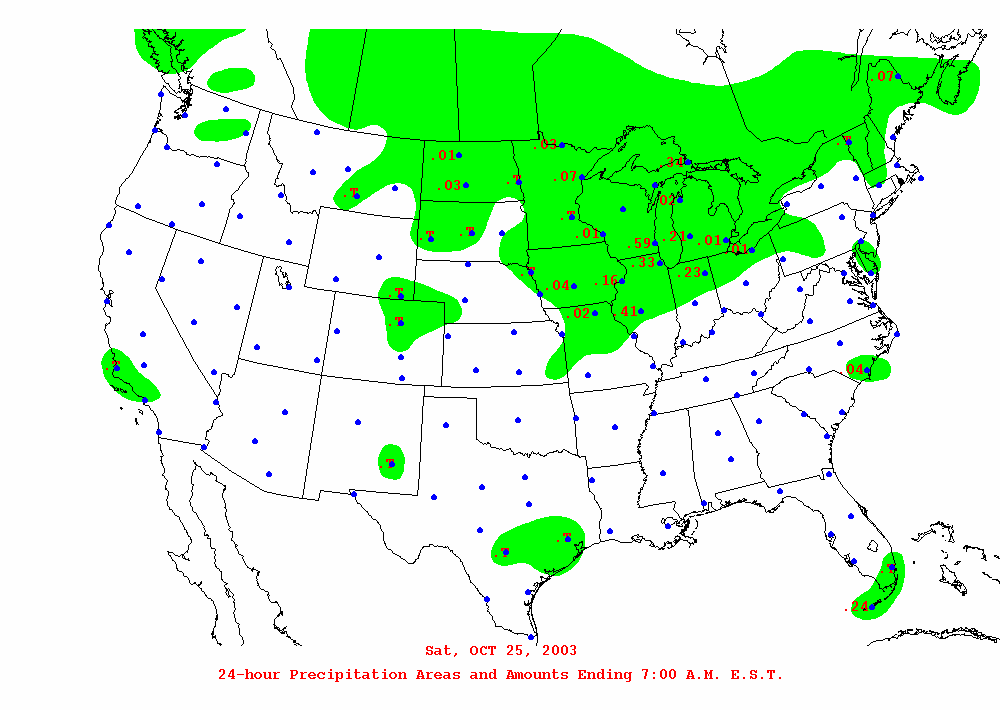 .07
.03
.T
.01
.34
.07
.03
.T
.T
.02
.T
.T
.T
.01
.59
.21
.01
.01
.33
.T
.23
.16
.04
.T
.02
.41
.T
.T
.04
.T
.T
.T
.T
.24
Sat, OCT 25, 2003
24-hour Precipitation Areas and Amounts Ending 7:00 A.M. E.S.T.